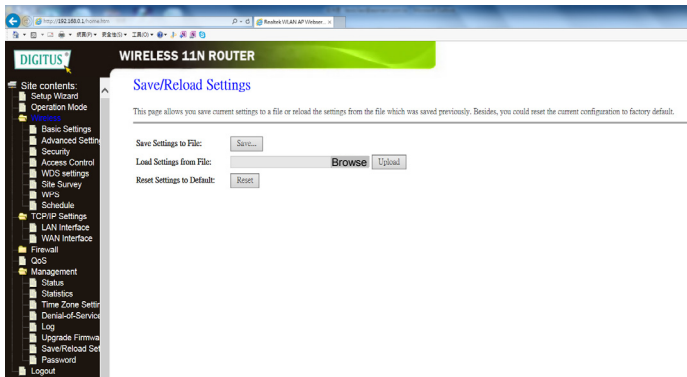 http://192.168.0.1/home.htm
Realtek WLAN AP Webser...
DIGITUS
WIRELESS 11N ROUTER
Site contents:
Setup Wizard
Operation Mode
Wireless
Basic Settings
Advanced Setting
Security
Access Control
WDS settings
Site Survey
WPS
Schedule
TCP/IP Settings
LAN Interface
WAN Interface
Firewall
QoS
Management
Status
Statistics
Time Zone Settin
Denial-of-Service
Log
Upgrade Firmwa
Save/Reload Set
Password
Logout
Save/Reload Settings
This page allows you save current settings to a file or reload the settings from the file which was saved previously. Besides, you could reset the current configuration to factory default.
Save Settings to File: Save...
Load Settings from File: Browse Upload
Reset Settings to Default: Reset